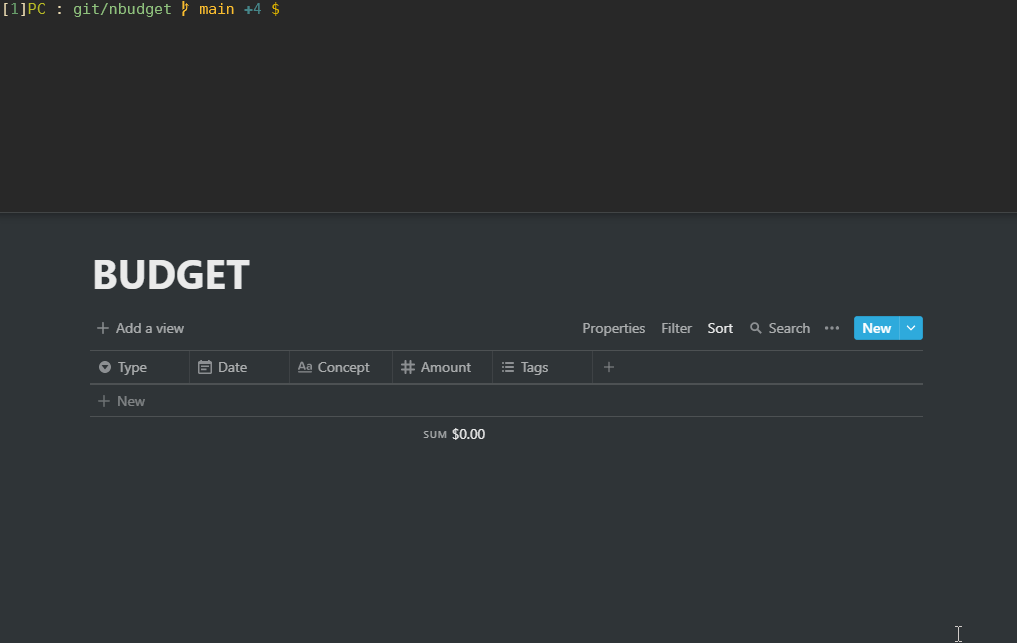 [1]PC : git/nbudget main +4 $
BUDGET
+ Add a view Properties Filter Sort Search ••• New
Type Date Aa Concept # Amount Tags +
+ New
SUM $0.00